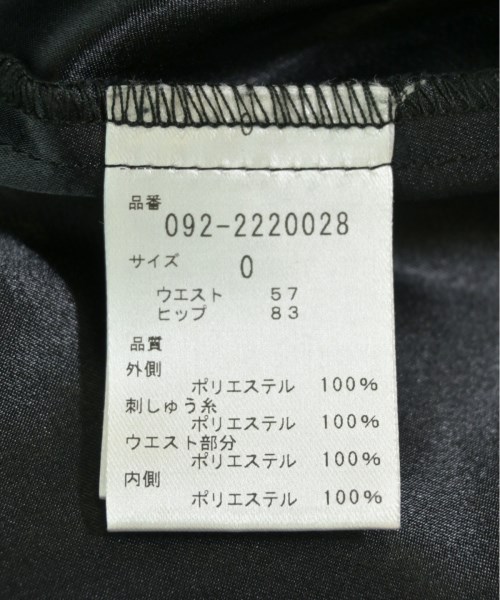 品番
092-2220028
サイズ 0
ウエスト 57
ヒップ 83
品質
外側
ポリエステル 100%
刺しゅう糸
ポリエステル 100%
ウエスト部分
ポリエステル 100%
内側
ポリエステル 100%